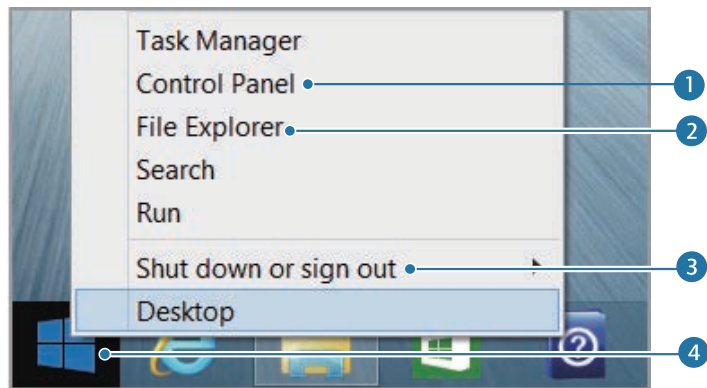 Task Manager
Control Panel 1
File Explorer 2
Search
Run
Shut down or sign out 3
Desktop
4
?